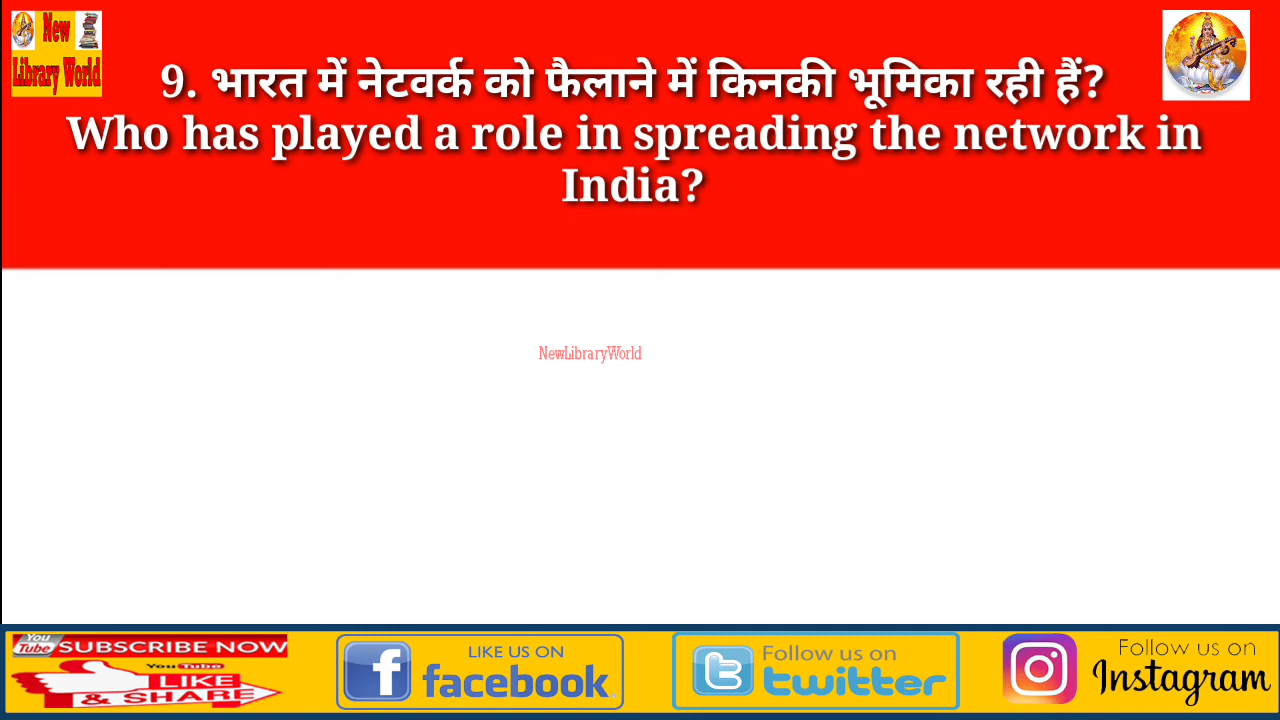 New
Library World
9. भारत में नेटवर्क को फैलाने में किनकी भूमिका रही हैं?
Who has played a role in spreading the network in
India?
NewLibraryWorld
You
Tube SUBSCRIBE NOW
YouTube
LIKE
& SHARE
LIKE US ON
facebook
Follow us on
twitter
Follow us on
Instagram